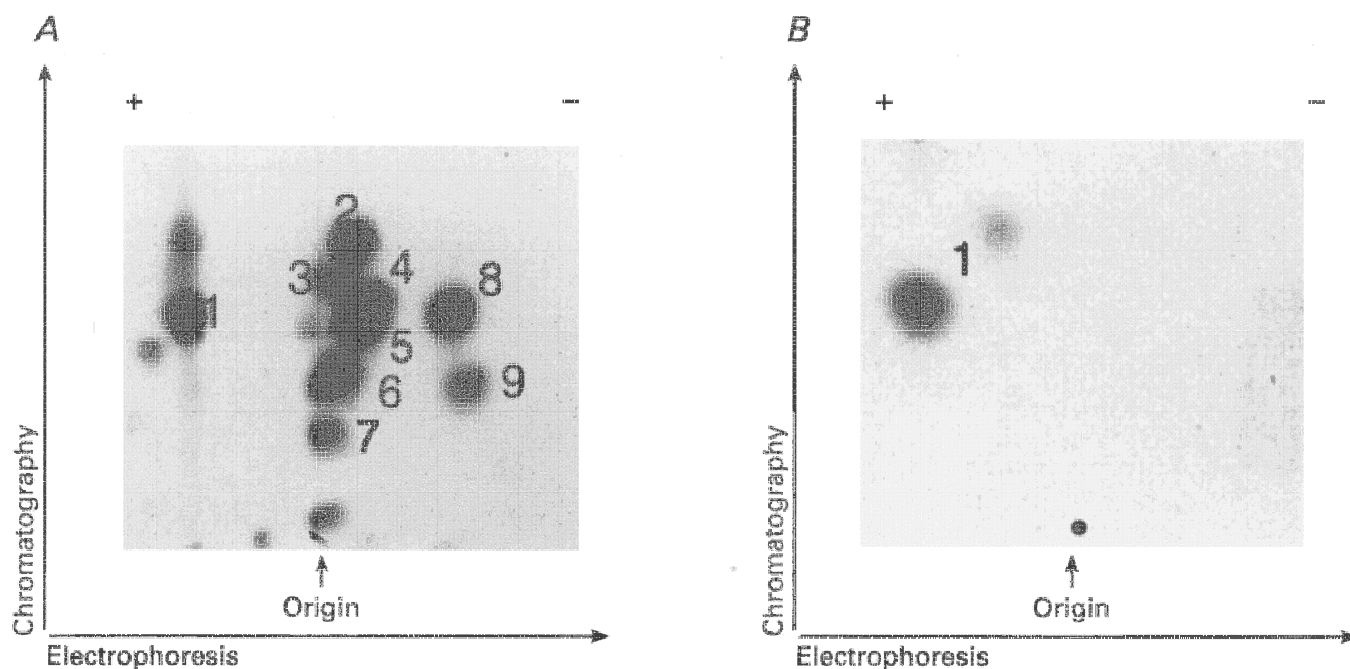 A
+ −
2
3 4 8
1
5
6 9
7
Chromatography
Origin
Electrophoresis
B
+ −
1
Chromatography
Origin
Electrophoresis